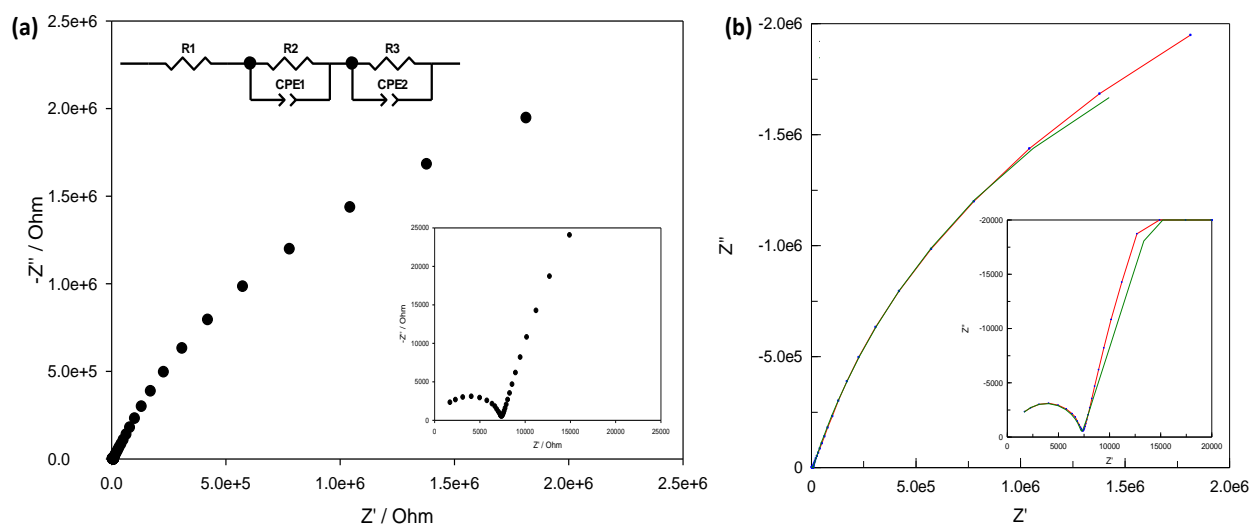 (a)
2.5e+6
2.0e+6
1.5e+6
1.0e+6
5.0e+5
0.0
-Z'' / Ohm
R1
R2
R3
CPE1
CPE2
25000
20000
15000
10000
5000
0
-Z'' / Ohm
0 5000 10000 15000 20000 25000
Z' / Ohm
0.0 5.0e+5 1.0e+6 1.5e+6 2.0e+6 2.5e+6
Z' / Ohm
(b)
-2.0e6
-1.5e6
-1.0e6
-5.0e5
0
Z''
-20000
-15000
-10000
-5000
0
Z''
0 5000 10000 15000 20000
Z'
0 5.0e5 1.0e6 1.5e6 2.0e6
Z'